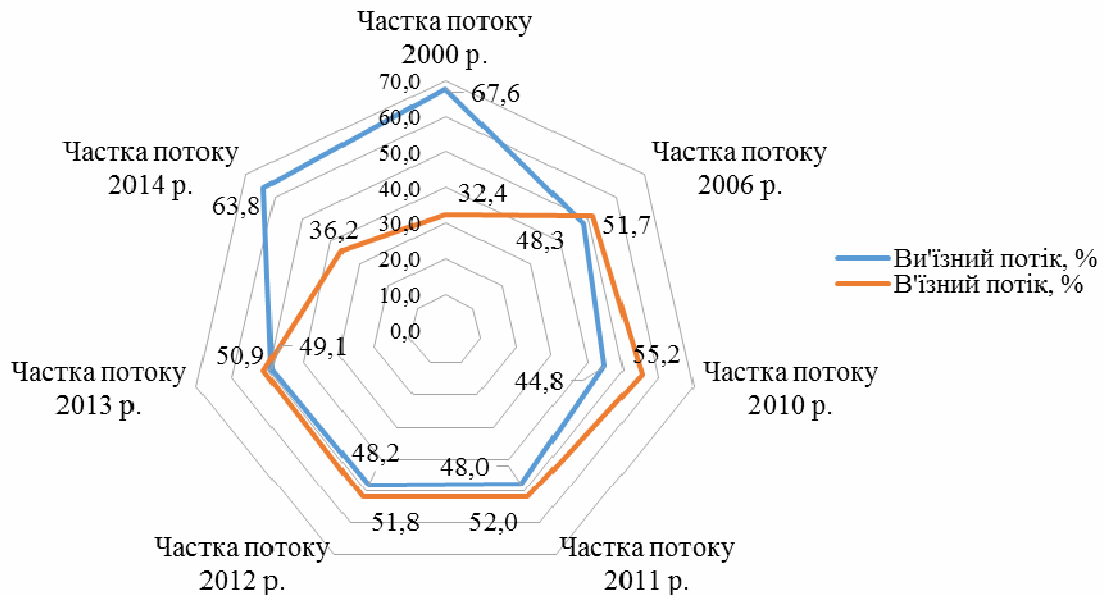 Частка потоку
2000 р.
70,0
67,6
60,0
50,0
40,0
32,4
30,0
20,0
10,0
0,0
Частка потоку
2006 р.
51,7
48,3
Частка потоку
2010 р.
55,2
44,8
Частка потоку
2011 р.
48,0
52,0
Частка потоку
2012 р.
48,2
51,8
Частка потоку
2013 р.
50,9
49,1
Частка потоку
2014 р.
63,8
36,2
Ви'їзний потік, %
В'їзний потік, %